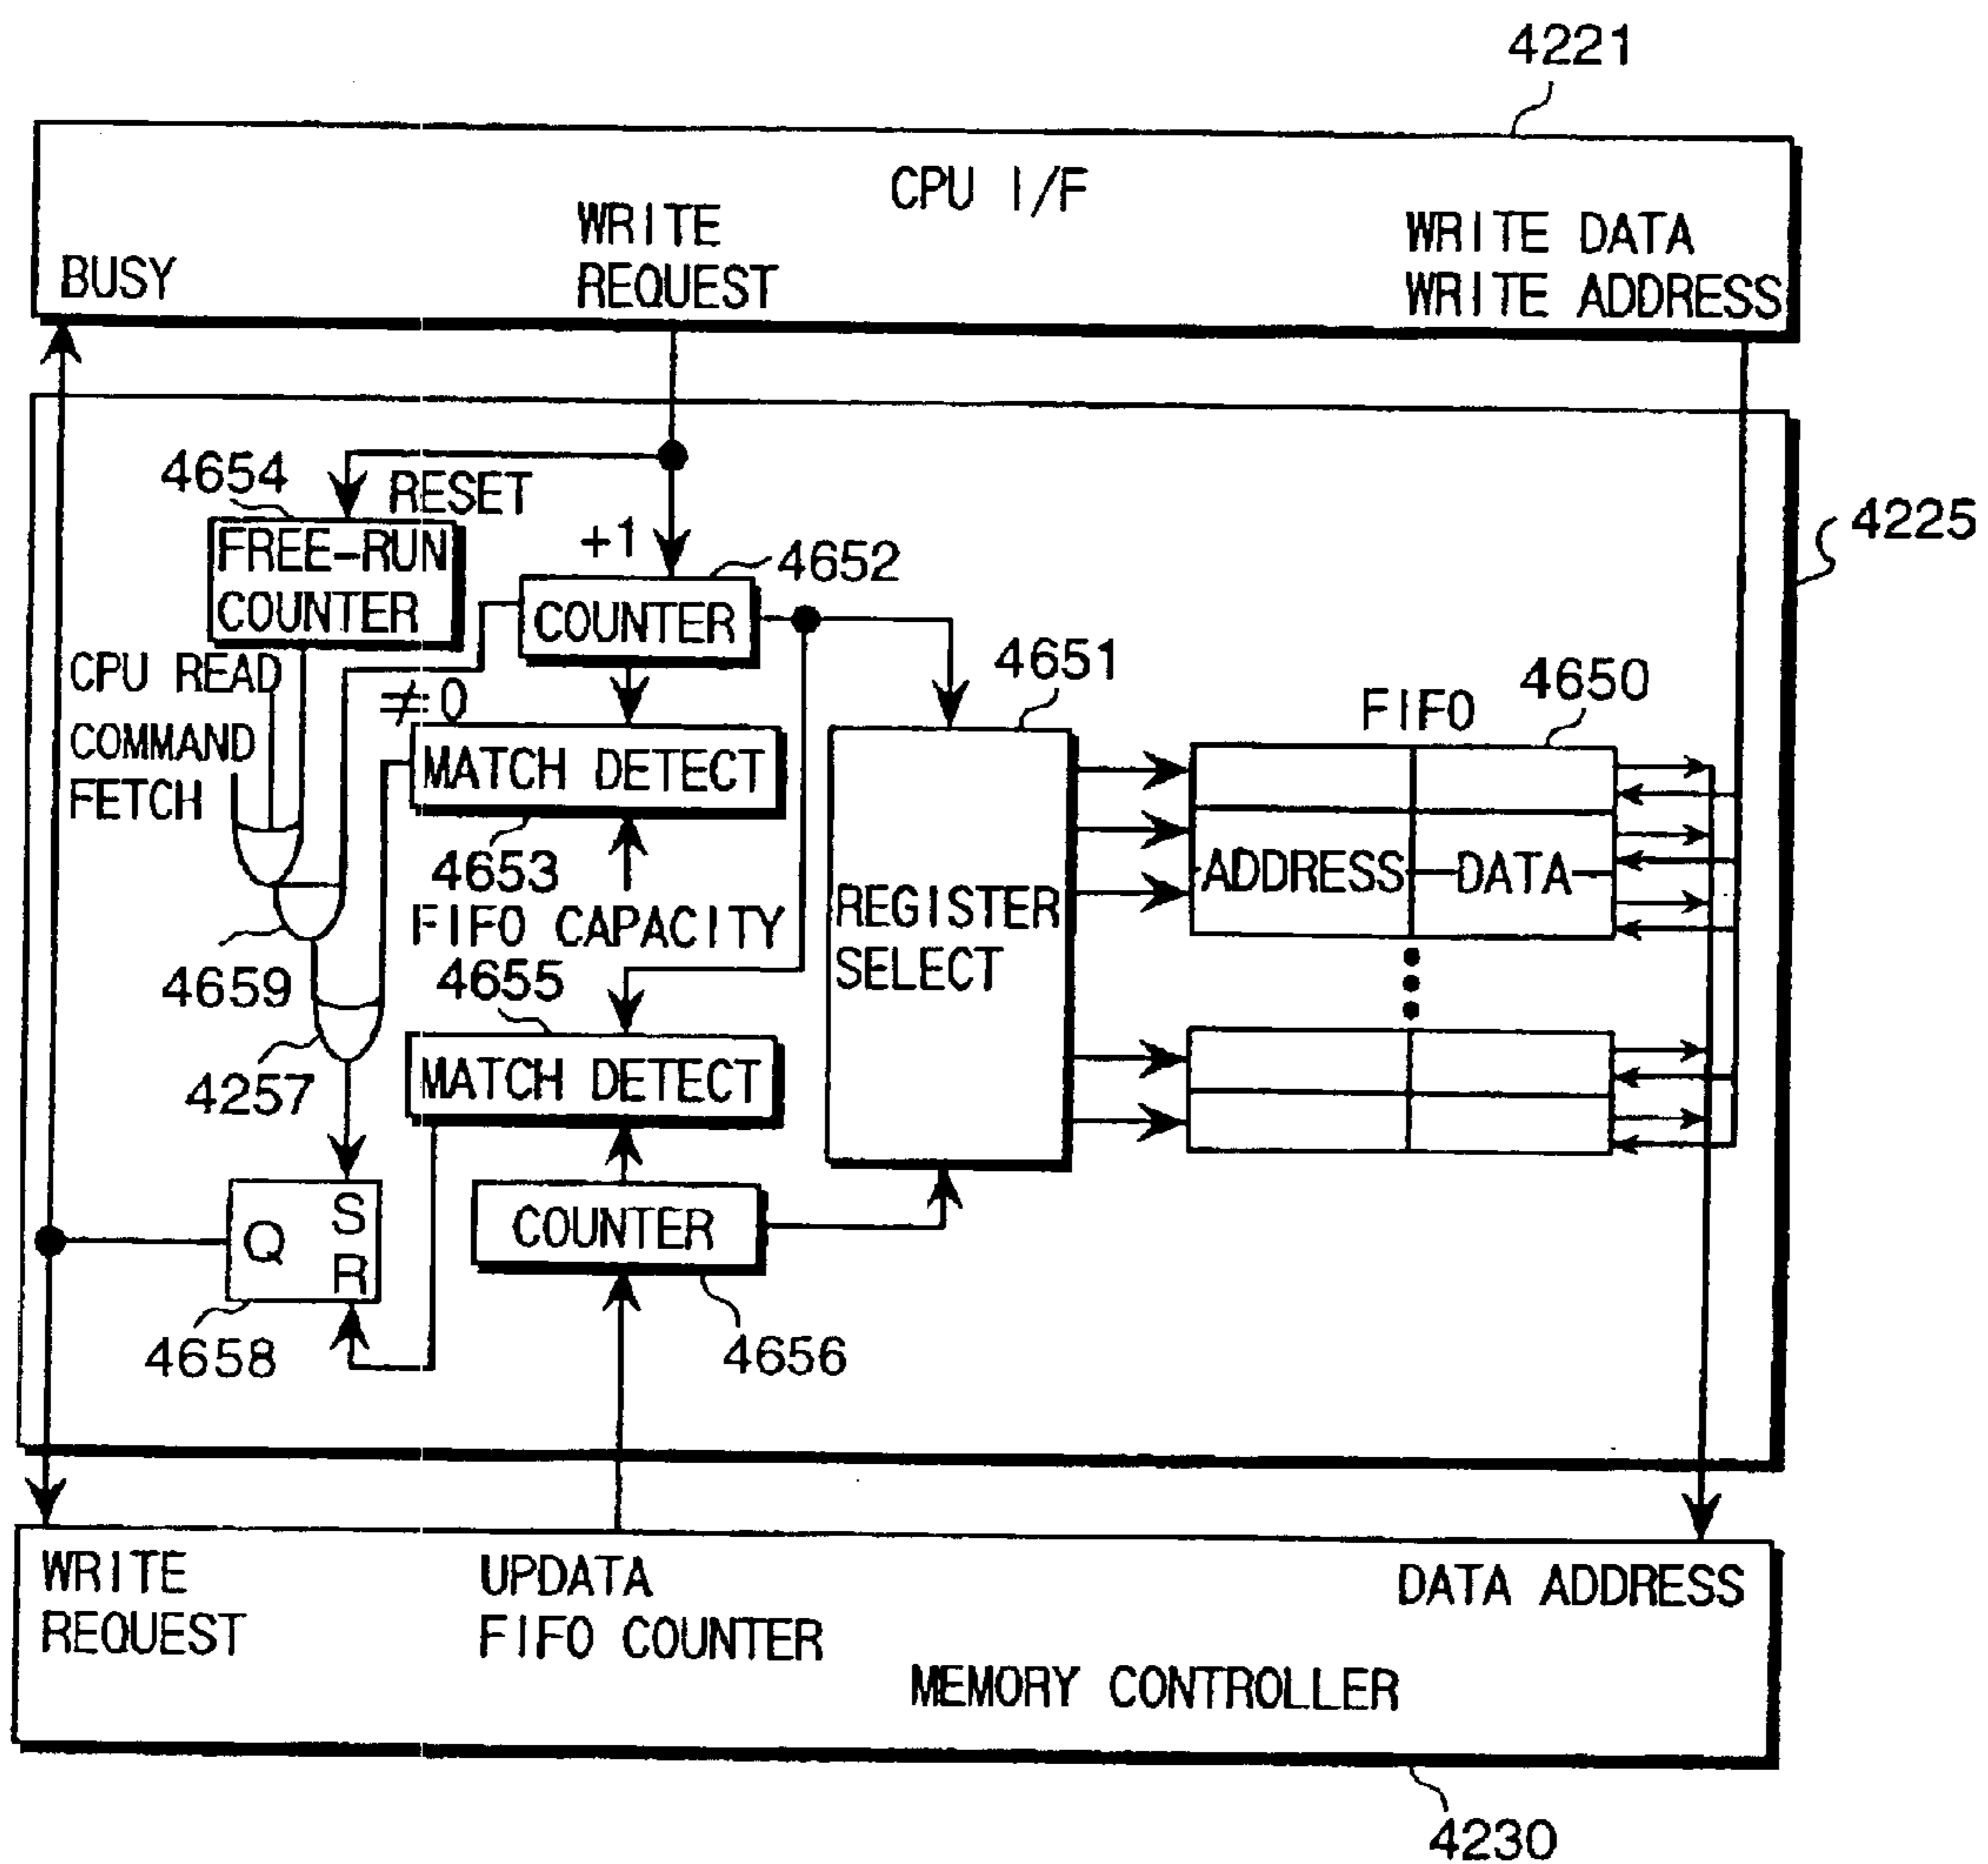 4221
CPU I/F
WRITE
REQUEST
WRITE DATA
WRITE ADDRESS
BUSY
4654
RESET
4225
FREE-RUN
COUNTER
+1
4652
COUNTER
CPU READ
COMMAND
FETCH
≠0
4651
FIFO
4650
MATCH DETECT
4653
FIFO CAPACITY
ADDRESS
DATA
REGISTER
SELECT
4659
4655
4257
MATCH DETECT
Q
S
R
COUNTER
4658
4656
WRITE
REQUEST
UPDATA
FIFO COUNTER
DATA ADDRESS
MEMORY CONTROLLER
4230